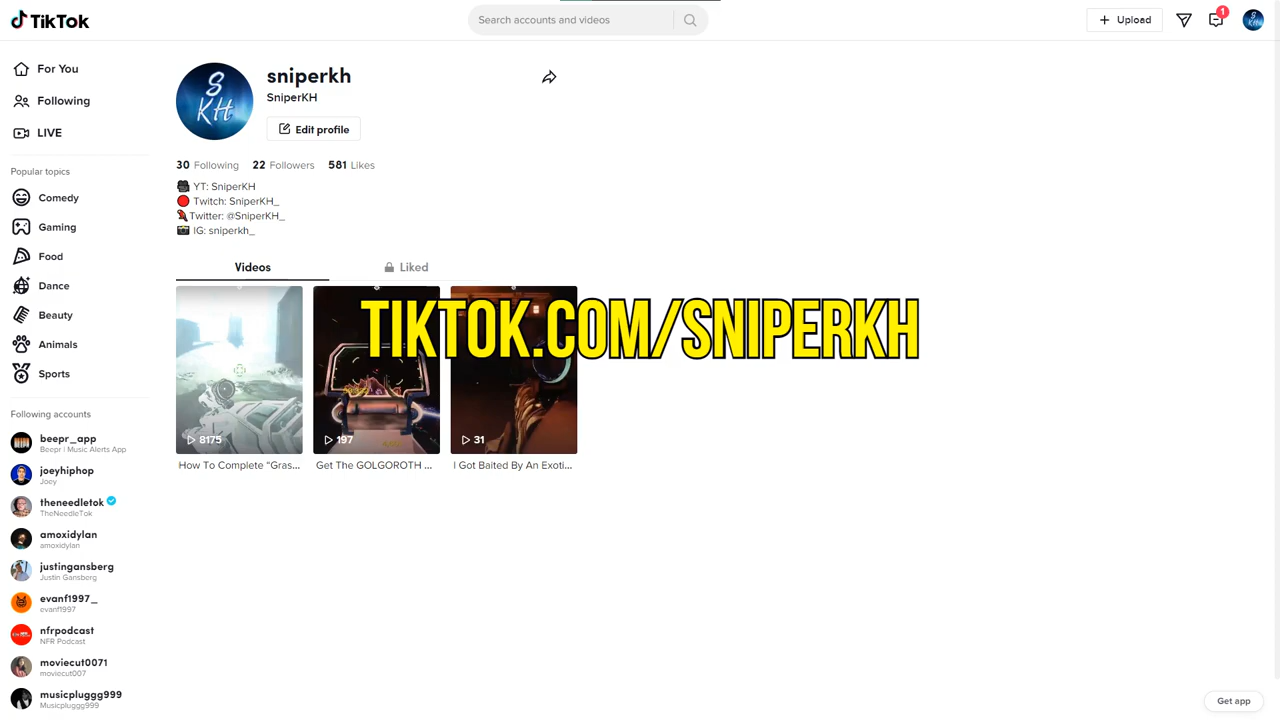 TikTok
Search accounts and videos
Upload
1
For You
Following
LIVE
Popular topics
Comedy
Gaming
Food
Dance
Beauty
Animals
Sports
Following accounts
beepr_app
Beepr | Music Alerts App
joeyhiphop
Joey
theneedletok
TheNeedleTok
amoxidylan
amoxidylan
justingansberg
Justin Gansberg
evanf1997_
evanf1997
nfrpodcast
NFR Podcast
moviecut0071
moviecut007
musicpluggg999
Musicpluggg999
S
KH
sniperkh
SniperKH
Edit profile
30 Following 22 Followers 581 Likes
YT: SniperKH
Twitch: SniperKH_
Twitter: @SniperKH_
IG: sniperkh_
Videos Liked
TIKTOK.COM/SNIPERKH
8175 197 31
How To Complete "Gras... Get The GOLGOROTH ... I Got Baited By An Exoti...
Get app